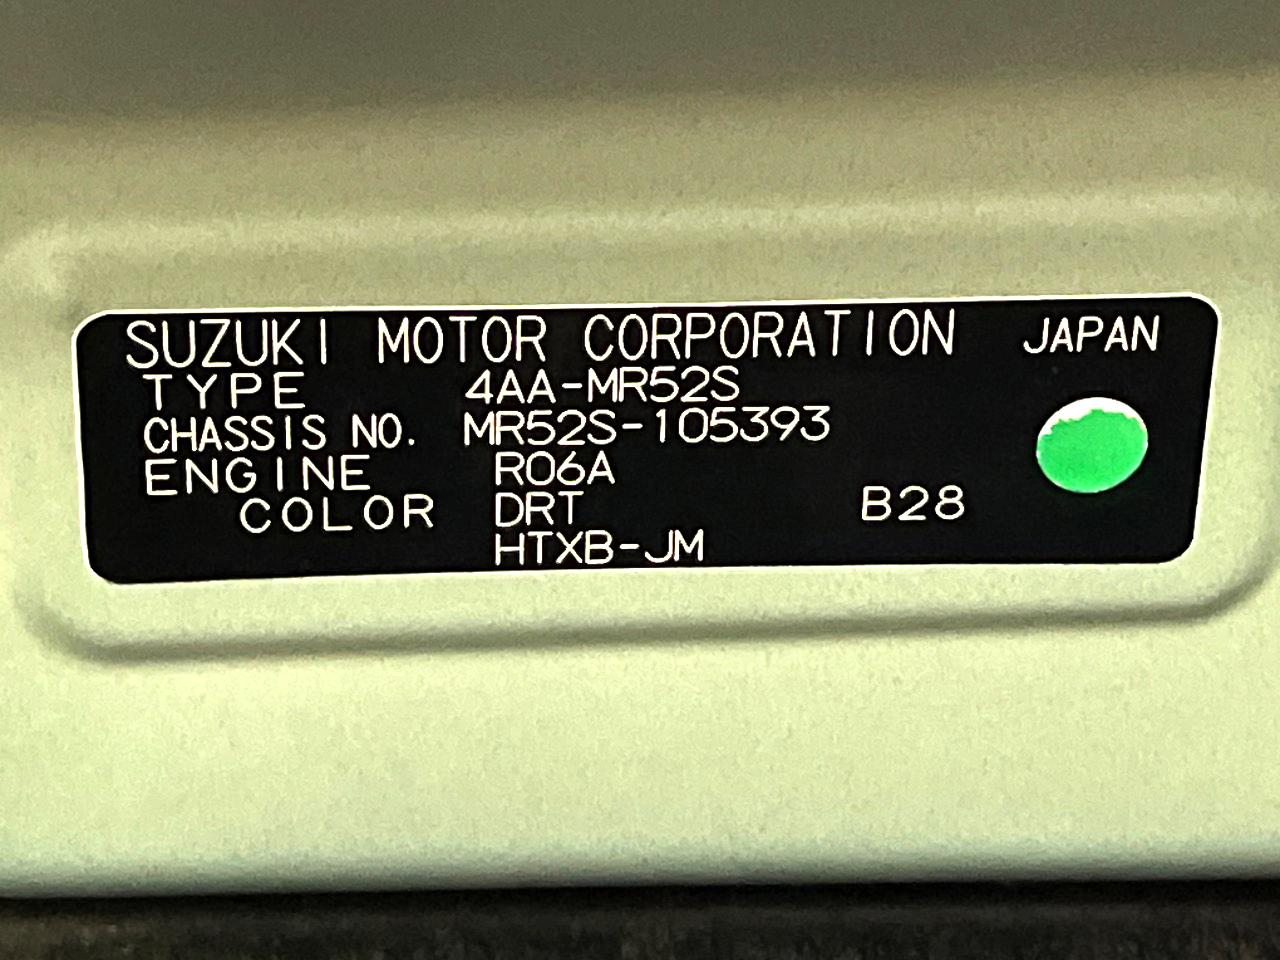 SUZUKI MOTOR CORPORATION JAPAN
TYPE 4AA-MR52S
CHASSIS NO. MR52S-105393
ENGINE R06A
COLOR DRT B28
HTXB-JM